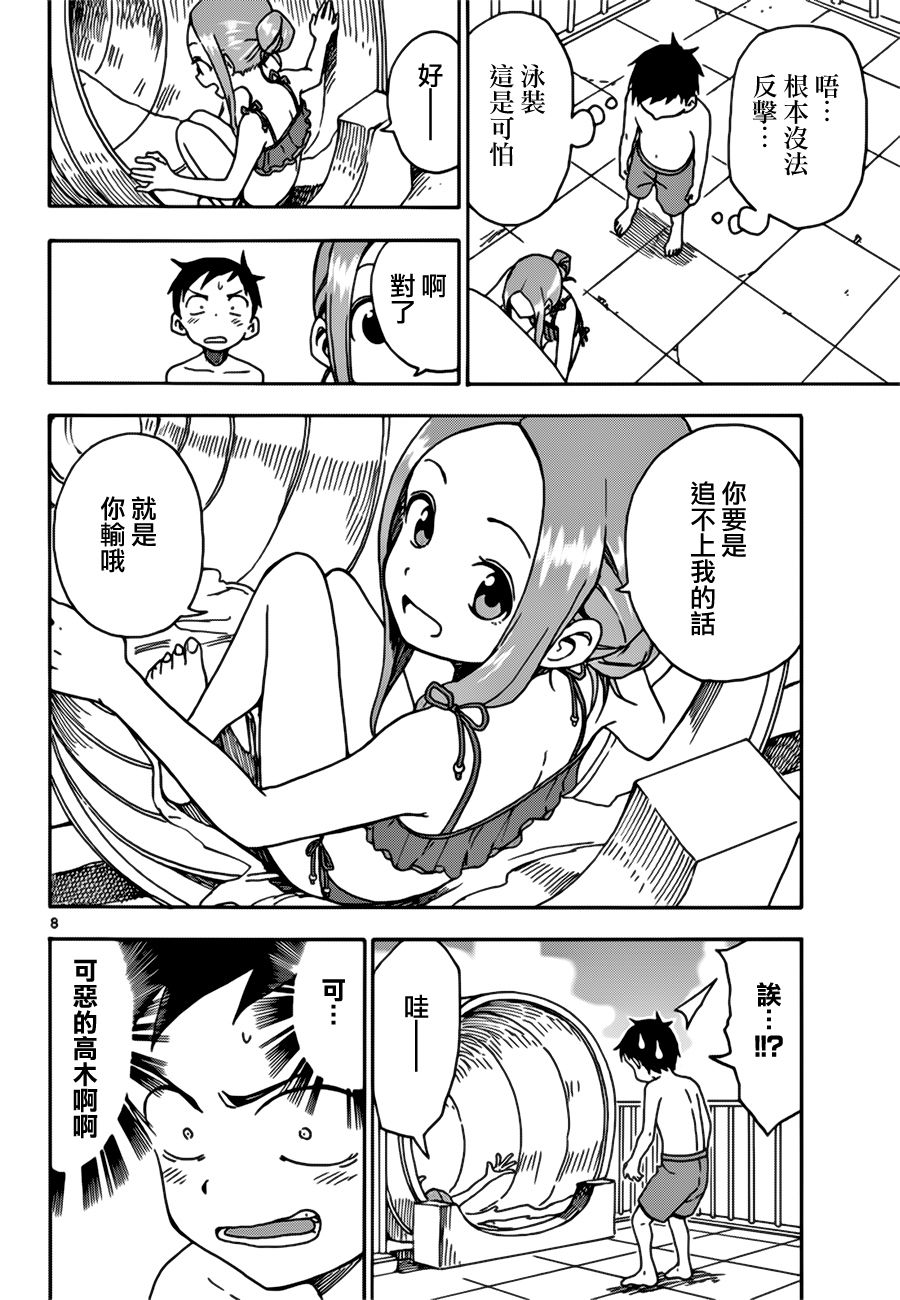 唔…
根本沒法
反擊…
泳裝
這是可怕
好──
啊
對了
你要是
追不上我的話
就是
你輸哦
8
誒…!!?
哇──
可…
可惡的高木啊啊